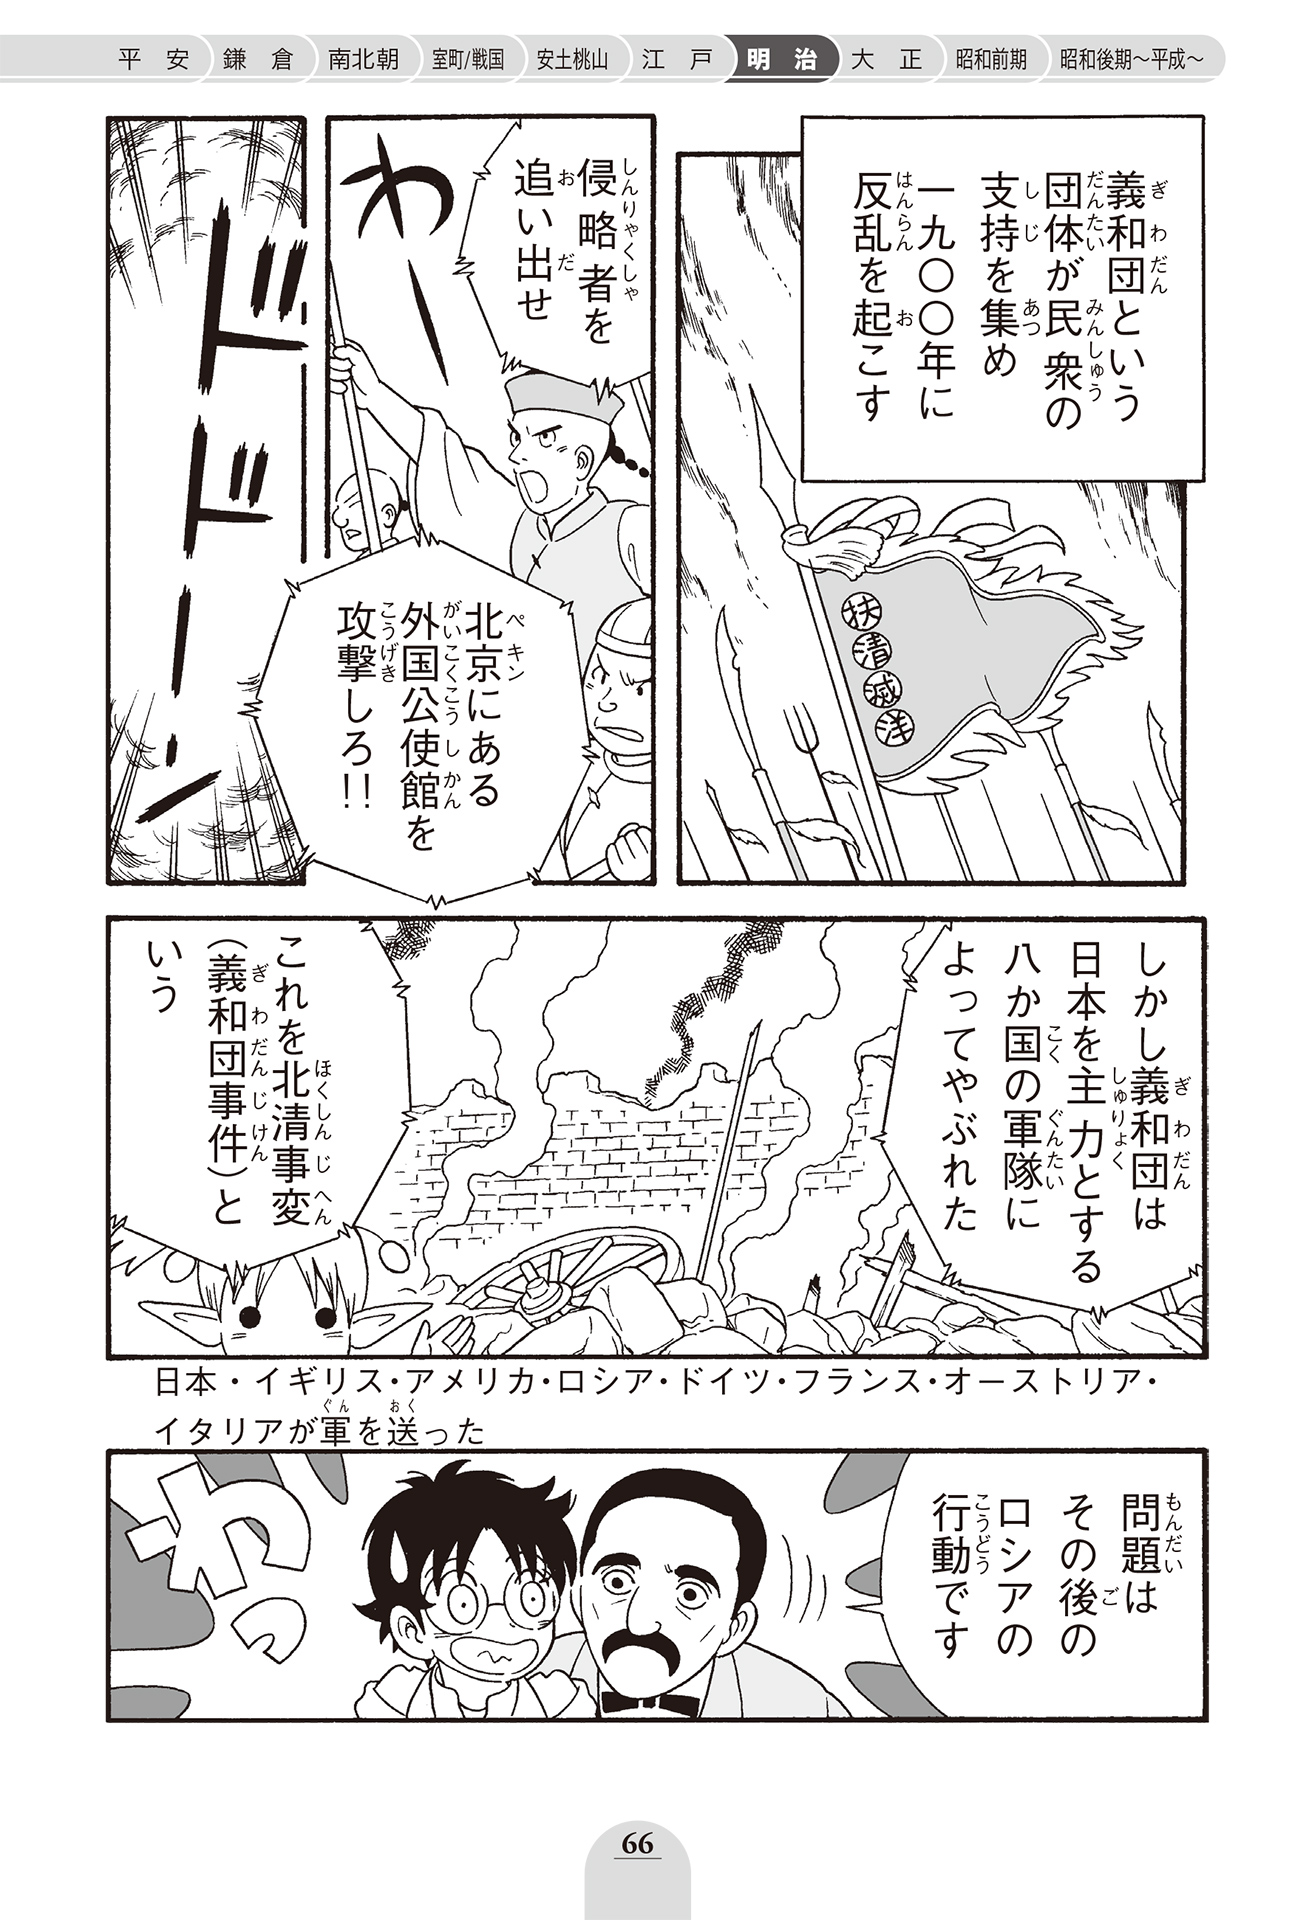 平安 鎌倉 南北朝 室町/戦国 安土桃山 江戸 明治 大正 昭和前期 昭和後期～平成～
義和団という
団体が民衆の
支持を集め
一九〇〇年に
反乱を起こす
扶清滅洋
侵略者を
追い出せ
わー
北京にある
外国公使館を
攻撃しろ!!
ドドーン
しかし義和団は
日本を主力とする
八か国の軍隊に
よってやぶれた
これを北清事変
(義和団事件)と
いう
日本・イギリス・アメリカ・ロシア・ドイツ・フランス・オーストリア・
イタリアが軍を送った
問題は
その後の
ロシアの
行動です
わっ
66